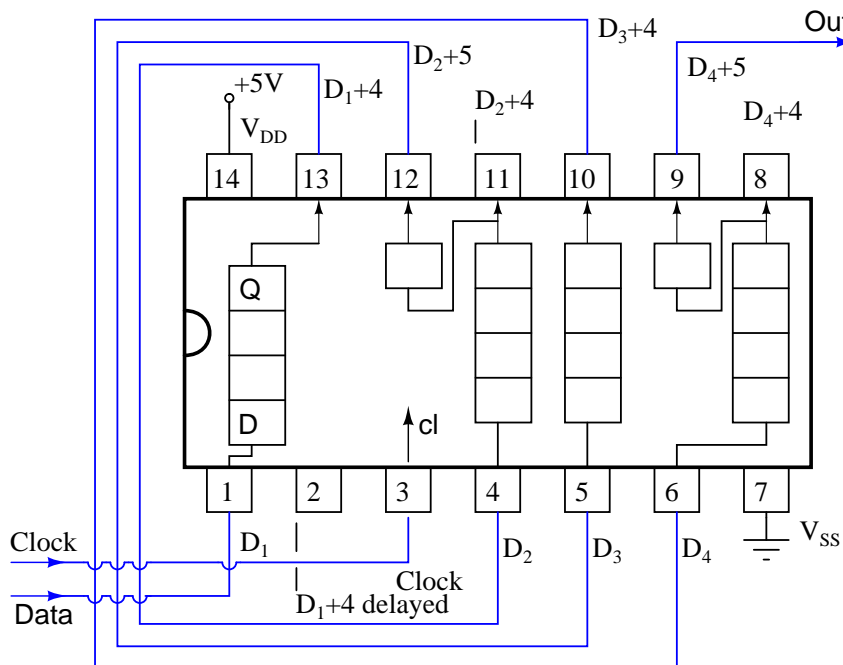 Out
D₃+4
D₂+5
D₄+5
+5V
D₁+4
D₂+4
D₄+4
V_DD
14
13
12
11
10
9
8
Q
D
cl
1
2
3
4
5
6
7
Clock
D₁
D₂
D₃
D₄
V_SS
Clock
Data
D₁+4 delayed